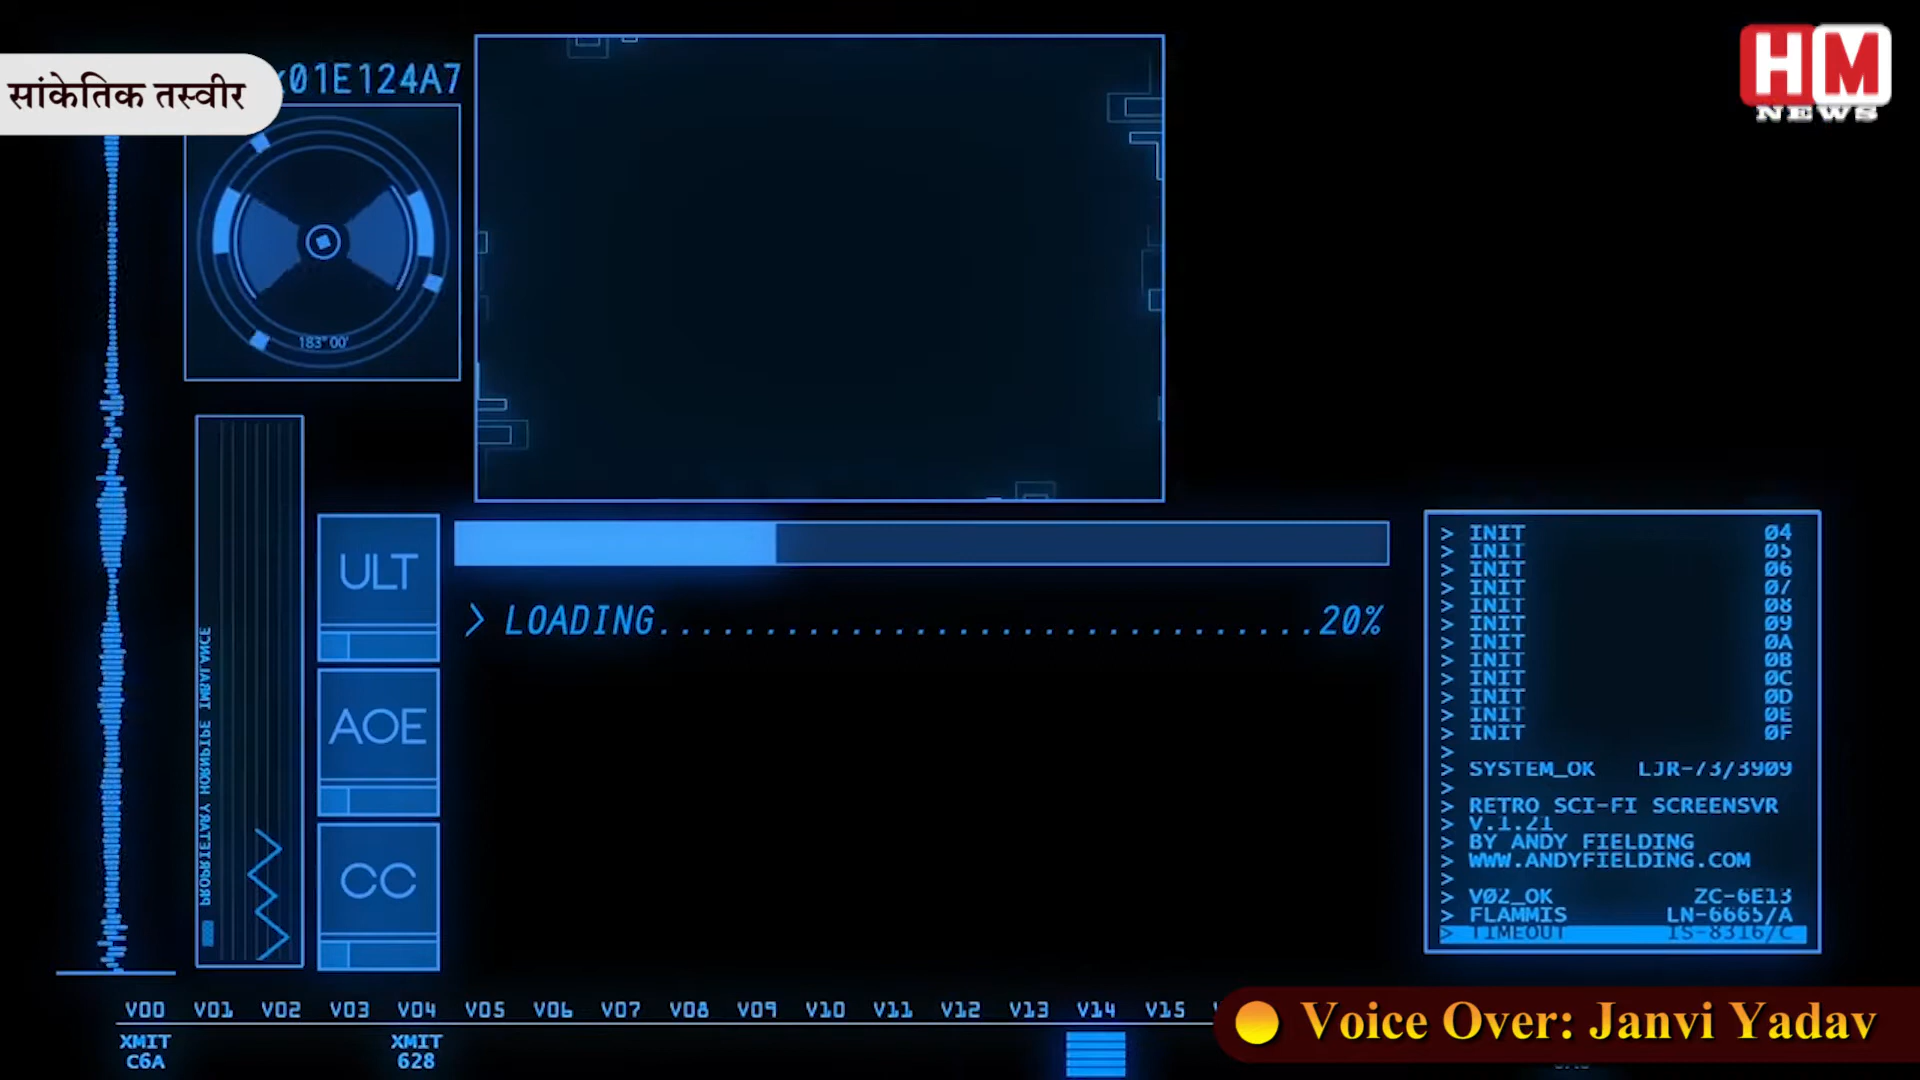 सांकेतिक तस्वीर
01E124A7
HM
NEWS
183° 00'
PROPRIETARY HORNPIPE IMBALANCE
ULT
AOE
CC
> LOADING.................................20%
> INIT 04
> INIT 05
> INIT 06
> INIT 07
> INIT 08
> INIT 09
> INIT 0A
> INIT 0B
> INIT 0C
> INIT 0D
> INIT 0E
> INIT 0F
>
> SYSTEM_OK LJR-73/3909
>
> RETRO SCI-FI SCREENSVR
> V.1.21
> BY ANDY FIELDING
> WWW.ANDYFIELDING.COM
>
> V02_OK ZC-6E13
> FLAMMIS LN-6665/A
> TIMEOUT IS-8316/C
V00 V01 V02 V03 V04 V05 V06 V07 V08 V09 V10 V11 V12 V13 V14 V15
XMIT XMIT
C6A 628
Voice Over: Janvi Yadav